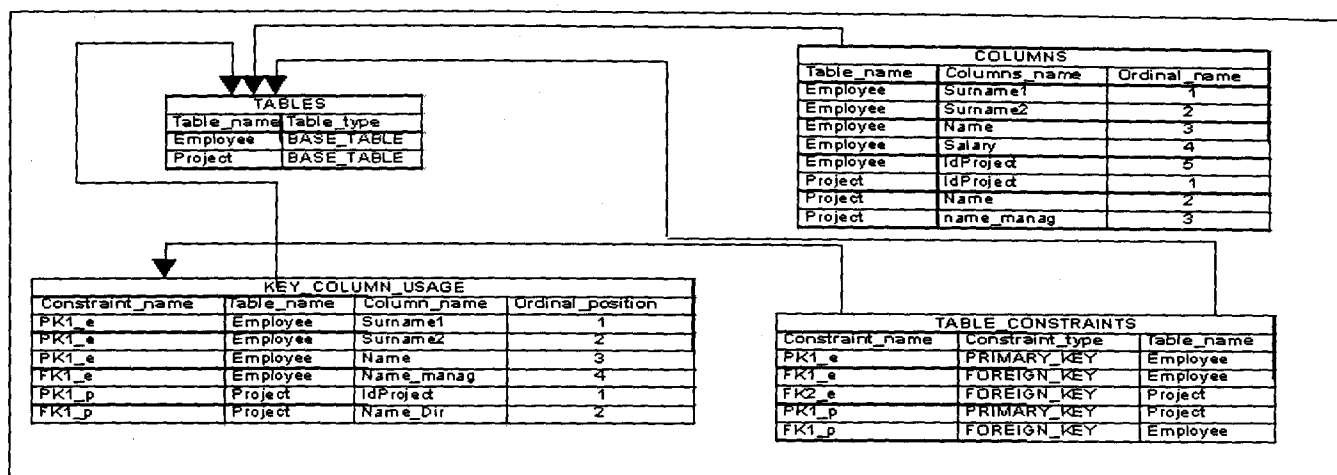 COLUMNS
Table_name Columns_name Ordinal_name
Employee Surname1 1
Employee Surname2 2
Employee Name 3
Employee Salary 4
Employee IdProject 5
Project IdProject 1
Project Name 2
Project name_manag 3
TABLES
Table_name Table_type
Employee BASE_TABLE
Project BASE_TABLE
KEY_COLUMN_USAGE
Constraint_name Table_name Column_name Ordinal_position
PK1_e Employee Surname1 1
PK1_e Employee Surname2 2
PK1_e Employee Name 3
FK1_e Employee Name_manag 4
PK1_p Project IdProject 1
FK1_p Project Name_Dir 2
TABLE_CONSTRAINTS
Constraint_name Constraint_type Table_name
PK1_e PRIMARY_KEY Employee
FK1_e FOREIGN_KEY Employee
FK2_e FOREIGN_KEY Project
PK1_p PRIMARY_KEY Project
FK1_p FOREIGN_KEY Employee